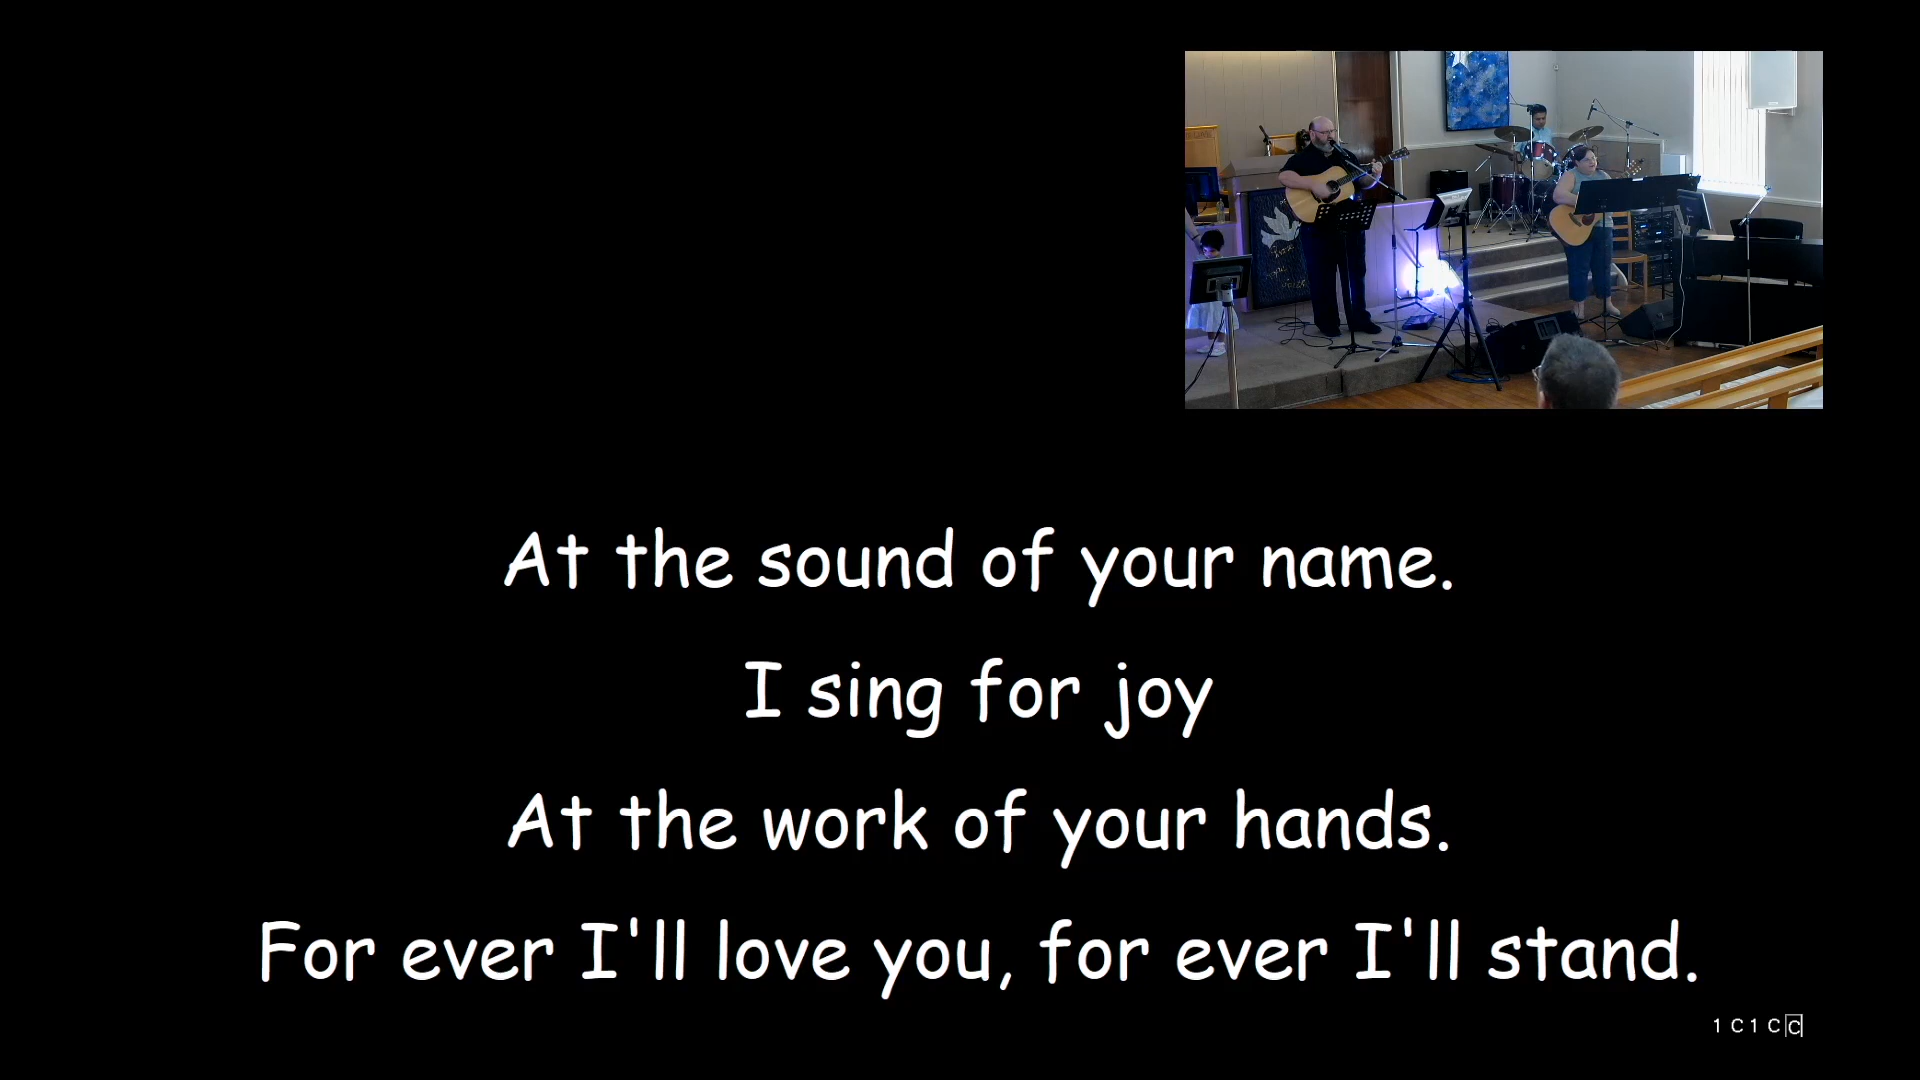 At the sound of your name.
I sing for joy
At the work of your hands.
For ever I'll love you, for ever I'll stand.
1 C 1 C C